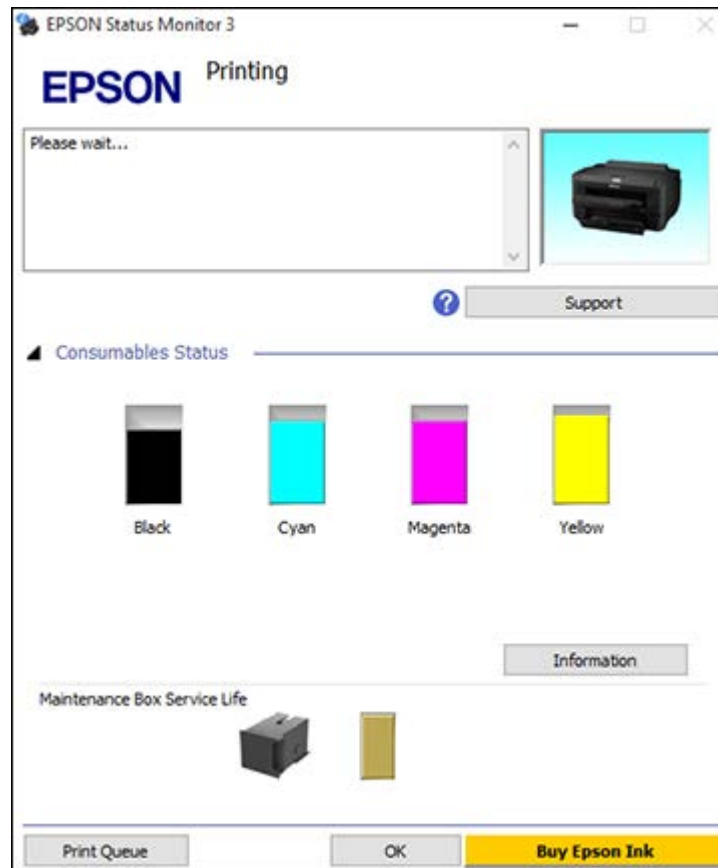 EPSON Status Monitor 3
EPSON
Printing
Please wait...
? Support
Consumables Status
Black Cyan Magenta Yellow
Information
Maintenance Box Service Life
Print Queue OK Buy Epson Ink